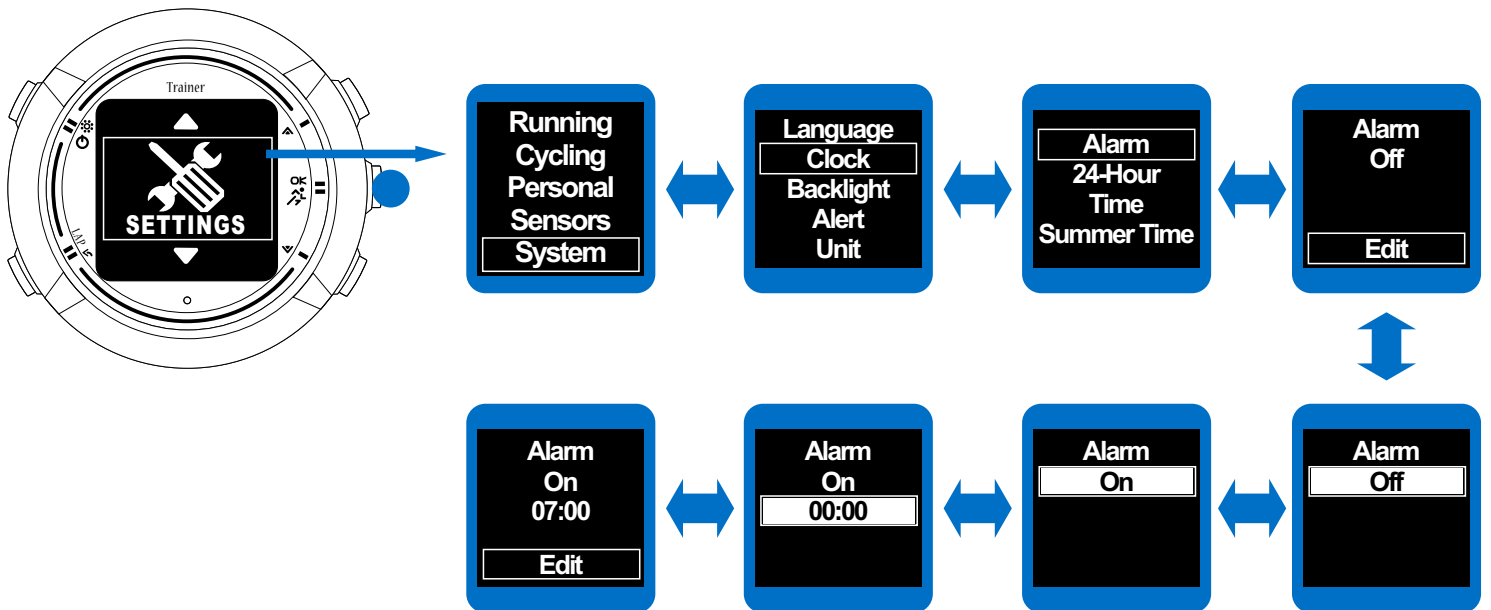 Trainer
OK
LAP
SETTINGS
Running
Cycling
Personal
Sensors
System
Language
Clock
Backlight
Alert
Unit
Alarm
24-Hour
Time
Summer Time
Alarm
Off
Edit
Alarm
On
07:00
Edit
Alarm
On
00:00
Alarm
On
Alarm
Off